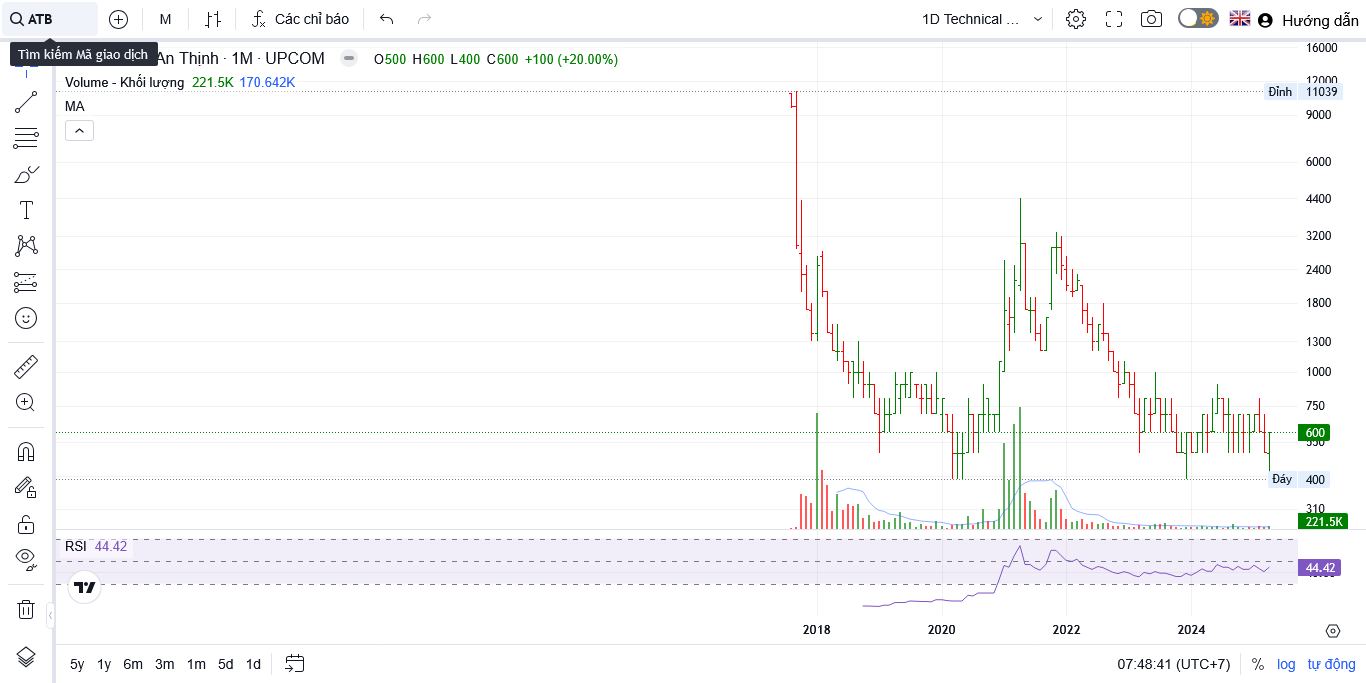 ATB
M
Các chỉ báo
1D Technical ...
Hướng dẫn
Tìm kiếm Mã giao dịch
An Thịnh · 1M · UPCOM
O500 H600 L400 C600 +100 (+20.00%)
Volume - Khối lượng 221.5K 170.642K
MA
16000
12000
Đỉnh 11039
9000
6000
4400
3200
2400
1800
1300
1000
750
600
550
Đáy 400
310
221.5K
RSI 44.42
44.42
2018 2020 2022 2024
5y 1y 6m 3m 1m 5d 1d
07:48:41 (UTC+7) % log tự động